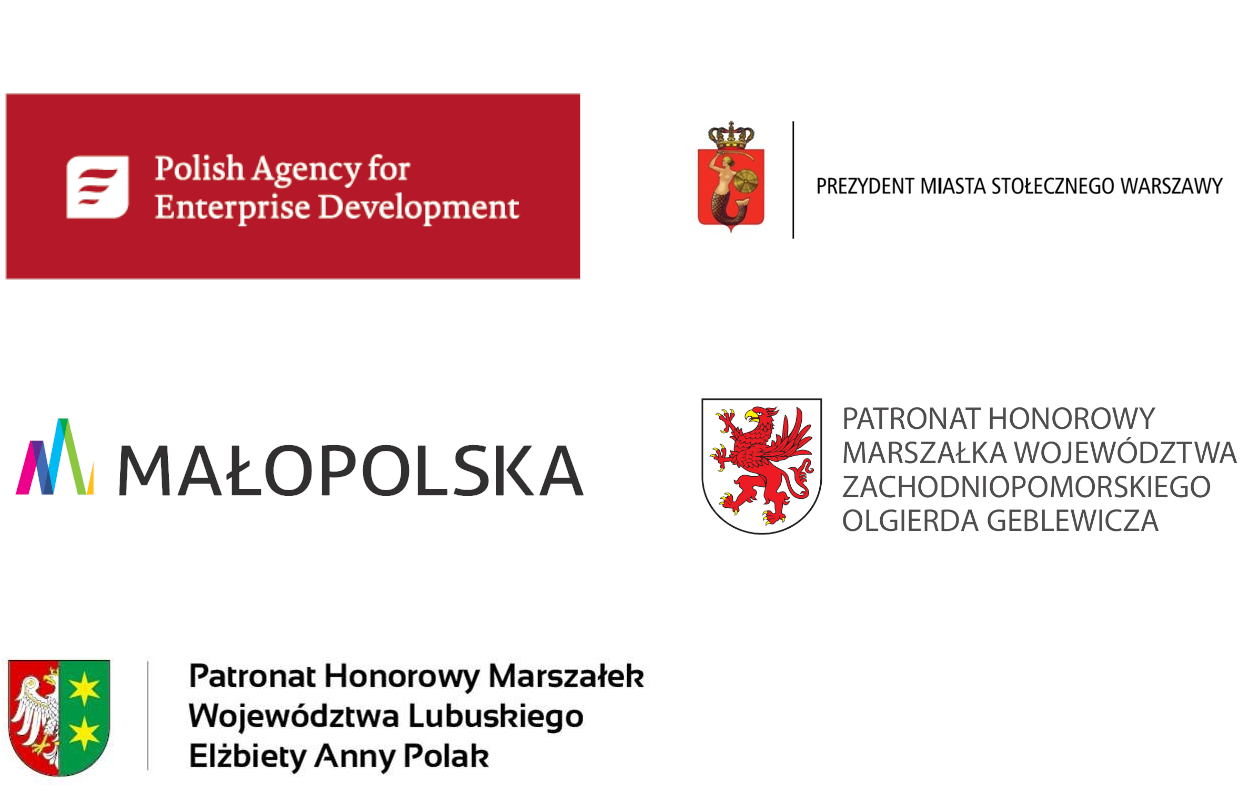 Polish Agency for
Enterprise Development
PREZYDENT MIASTA STOŁECZNEGO WARSZAWY
MAŁOPOLSKA
PATRONAT HONOROWY
MARSZAŁKA WOJEWÓDZTWA
ZACHODNIOPOMORSKIEGO
OLGIERDA GEBLEWICZA
Patronat Honorowy Marszałek
Województwa Lubuskiego
Elżbiety Anny Polak